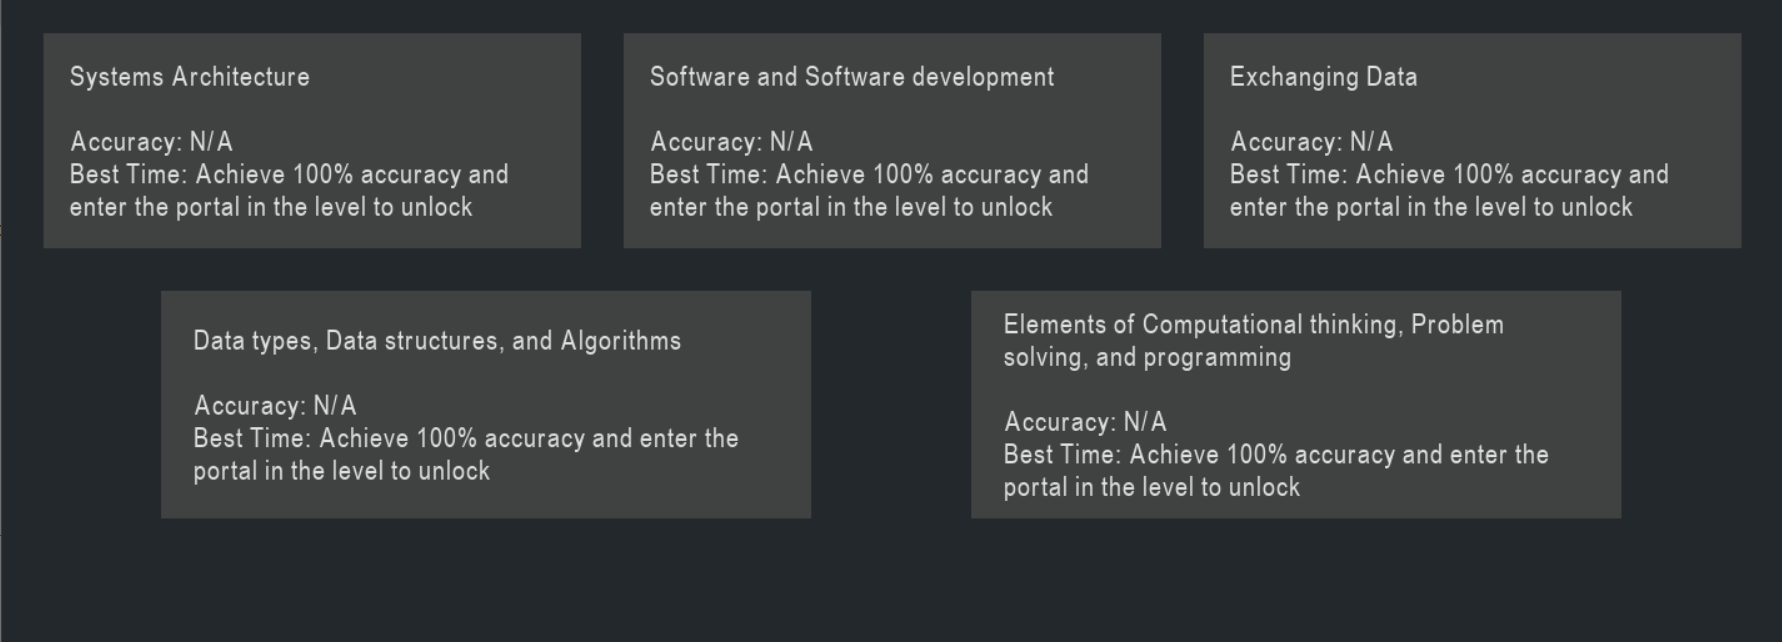 Systems Architecture
Accuracy: N/A
Best Time: Achieve 100% accuracy and
enter the portal in the level to unlock
Software and Software development
Accuracy: N/A
Best Time: Achieve 100% accuracy and
enter the portal in the level to unlock
Exchanging Data
Accuracy: N/A
Best Time: Achieve 100% accuracy and
enter the portal in the level to unlock
Data types, Data structures, and Algorithms
Accuracy: N/A
Best Time: Achieve 100% accuracy and enter the
portal in the level to unlock
Elements of Computational thinking, Problem
solving, and programming
Accuracy: N/A
Best Time: Achieve 100% accuracy and enter the
portal in the level to unlock